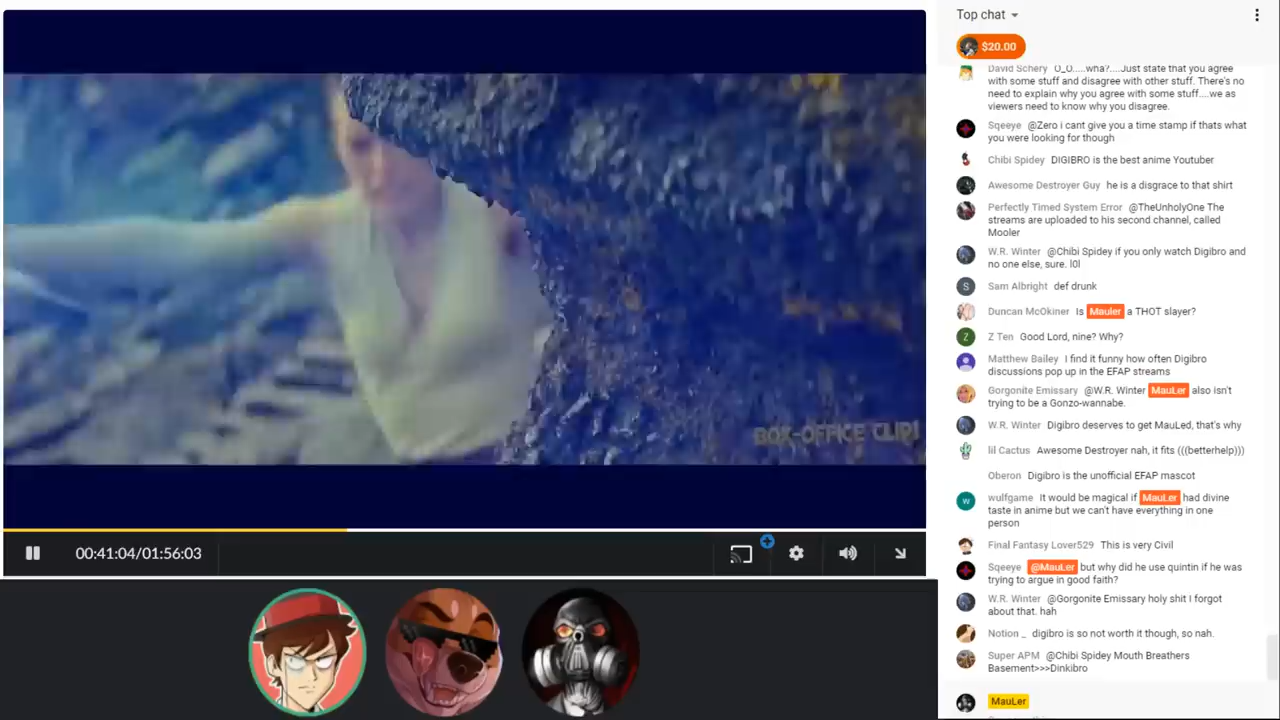 Top chat
$20.00
David Schery O_O.....wha?....Just state that you agree
with some stuff and disagree with other stuff. There's no
need to explain why you agree with some stuff....we as
viewers need to know why you disagree.
Sqeeye @Zero i cant give you a time stamp if thats what
you were looking for though
Chibi Spidey DIGIBRO is the best anime Youtuber
Awesome Destroyer Guy he is a disgrace to that shirt
Perfectly Timed System Error @TheUnholyOne The
streams are uploaded to his second channel, called
Mooler
W.R. Winter @Chibi Spidey if you only watch Digibro and
no one else, sure. l0l
S Sam Albright def drunk
Duncan McOkiner Is Mauler a THOT slayer?
Z Z Ten Good Lord, nine? Why?
Matthew Bailey I find it funny how often Digibro
discussions pop up in the EFAP streams
Gorgonite Emissary @W.R. Winter MauLer also isn't
trying to be a Gonzo-wannabe.
W.R. Winter Digibro deserves to get MauLed, that's why
lil Cactus Awesome Destroyer nah, it fits (((betterhelp)))
Oberon Digibro is the unofficial EFAP mascot
w wulfgame It would be magical if MauLer had divine
taste in anime but we can't have everything in one
person
Final Fantasy Lover529 This is very Civil
Sqeeye @MauLer but why did he use quintin if he was
trying to argue in good faith?
W.R. Winter @Gorgonite Emissary holy shit I forgot
about that. hah
Notion _ digibro is so not worth it though, so nah.
Super APM @Chibi Spidey Mouth Breathers
Basement>>>Dinkibro
MauLer
BOX-OFFICE CLIP!
00:41:04/01:56:03